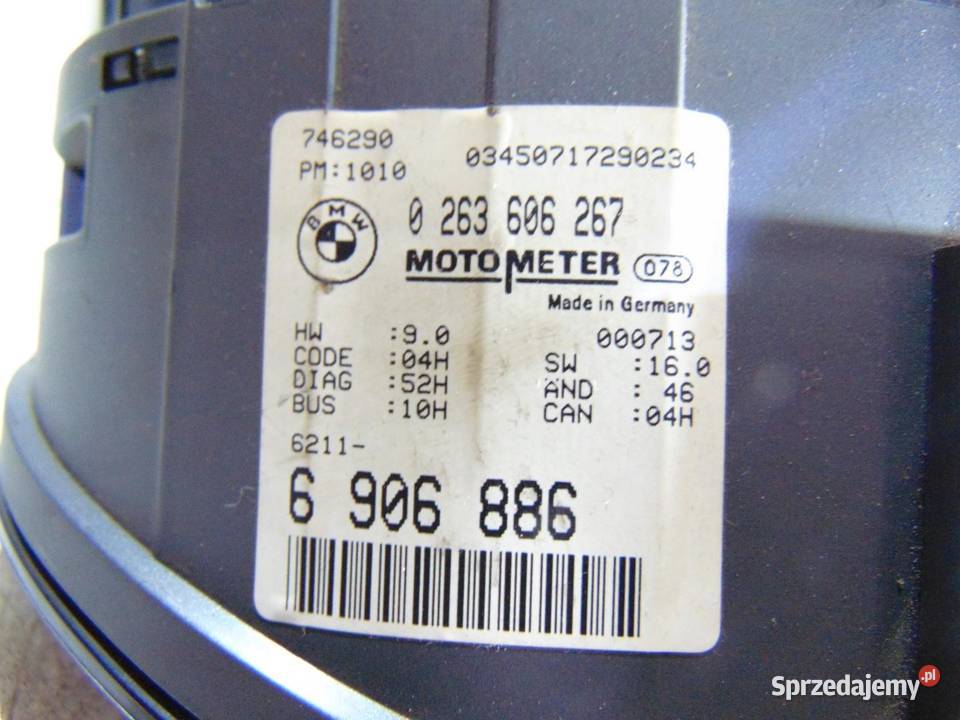 746290
03450717290234
PM:1010
BMW
0 263 606 267
MOTOMETER 078
Made in Germany
HW :9.0
000713
CODE :04H
SW :16.0
DIAG :52H
AND : 46
BUS :10H
CAN :04H
6211-
6 906 886
Sprzedajemy.pl